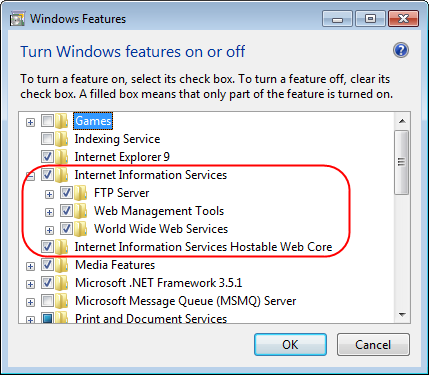 Windows Features
Turn Windows features on or off
To turn a feature on, select its check box. To turn a feature off, clear its
check box. A filled box means that only part of the feature is turned on.
Games
Indexing Service
Internet Explorer 9
Internet Information Services
FTP Server
Web Management Tools
World Wide Web Services
Internet Information Services Hostable Web Core
Media Features
Microsoft .NET Framework 3.5.1
Microsoft Message Queue (MSMQ) Server
Print and Document Services
OK
Cancel